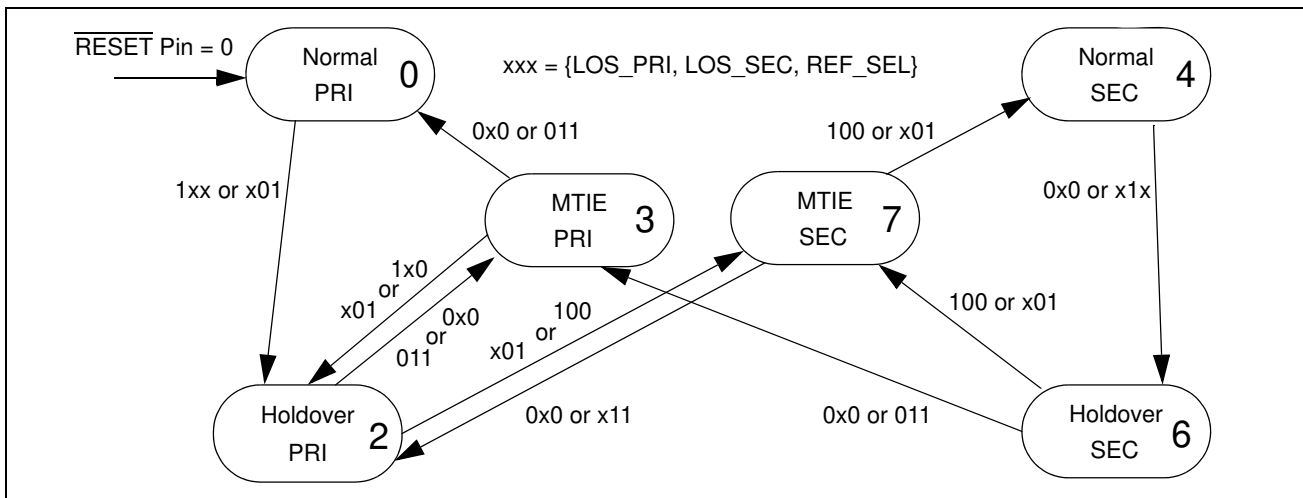 RESET Pin = 0
Normal
PRI
0
xxx = {LOS_PRI, LOS_SEC, REF_SEL}
Normal
SEC
4
0x0 or 011
100 or x01
1xx or x01
0x0 or x1x
MTIE
PRI
3
MTIE
SEC
7
x01 or 1x0
011 or 0x0
x01 or 100
100 or x01
0x0 or x11
0x0 or 011
Holdover
PRI
2
Holdover
SEC
6